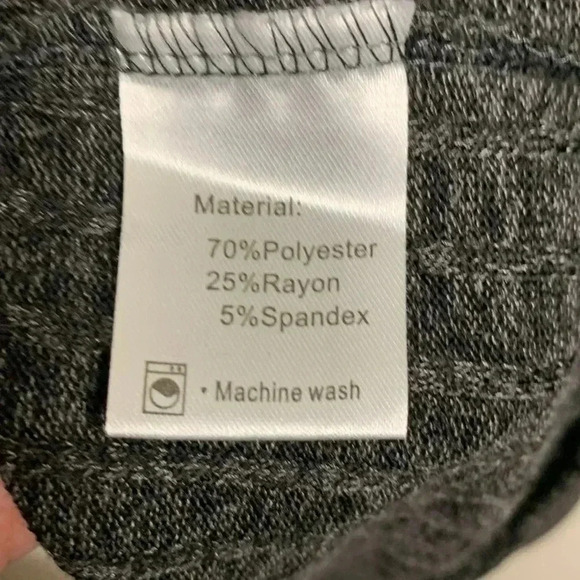 Material:
70%Polyester
25%Rayon
5%Spandex
• Machine wash